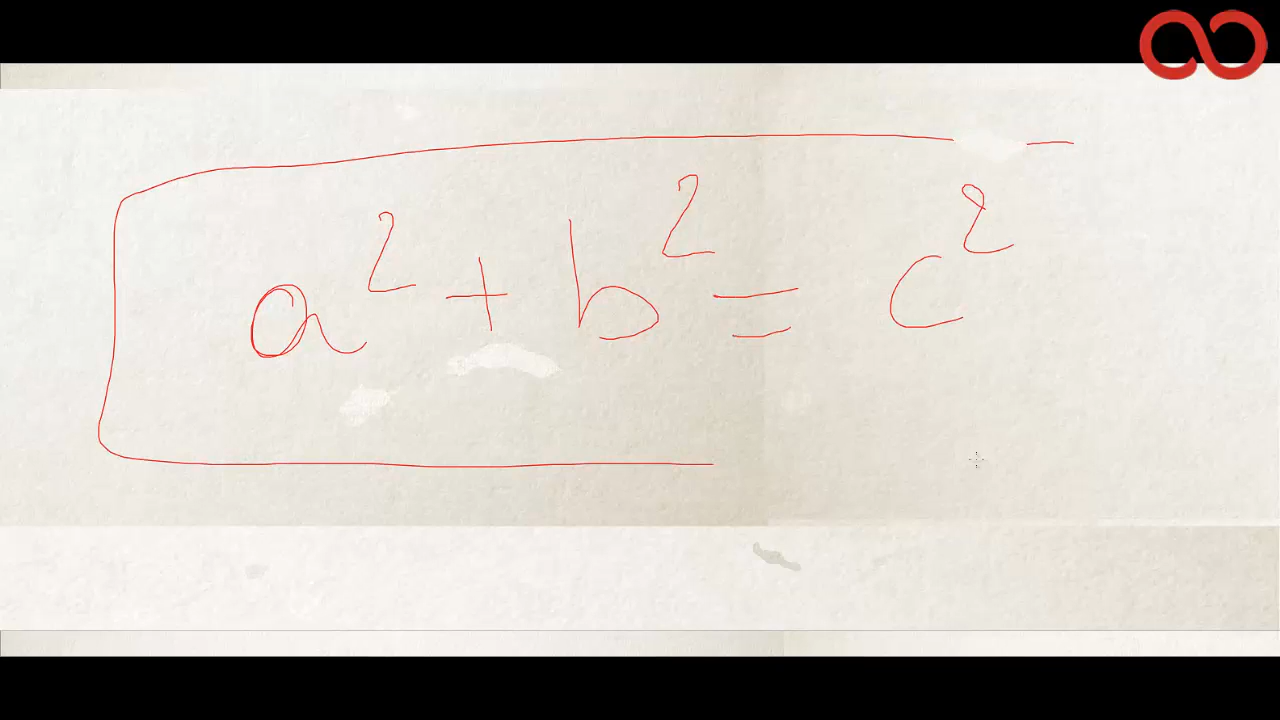 a² + b² = c²